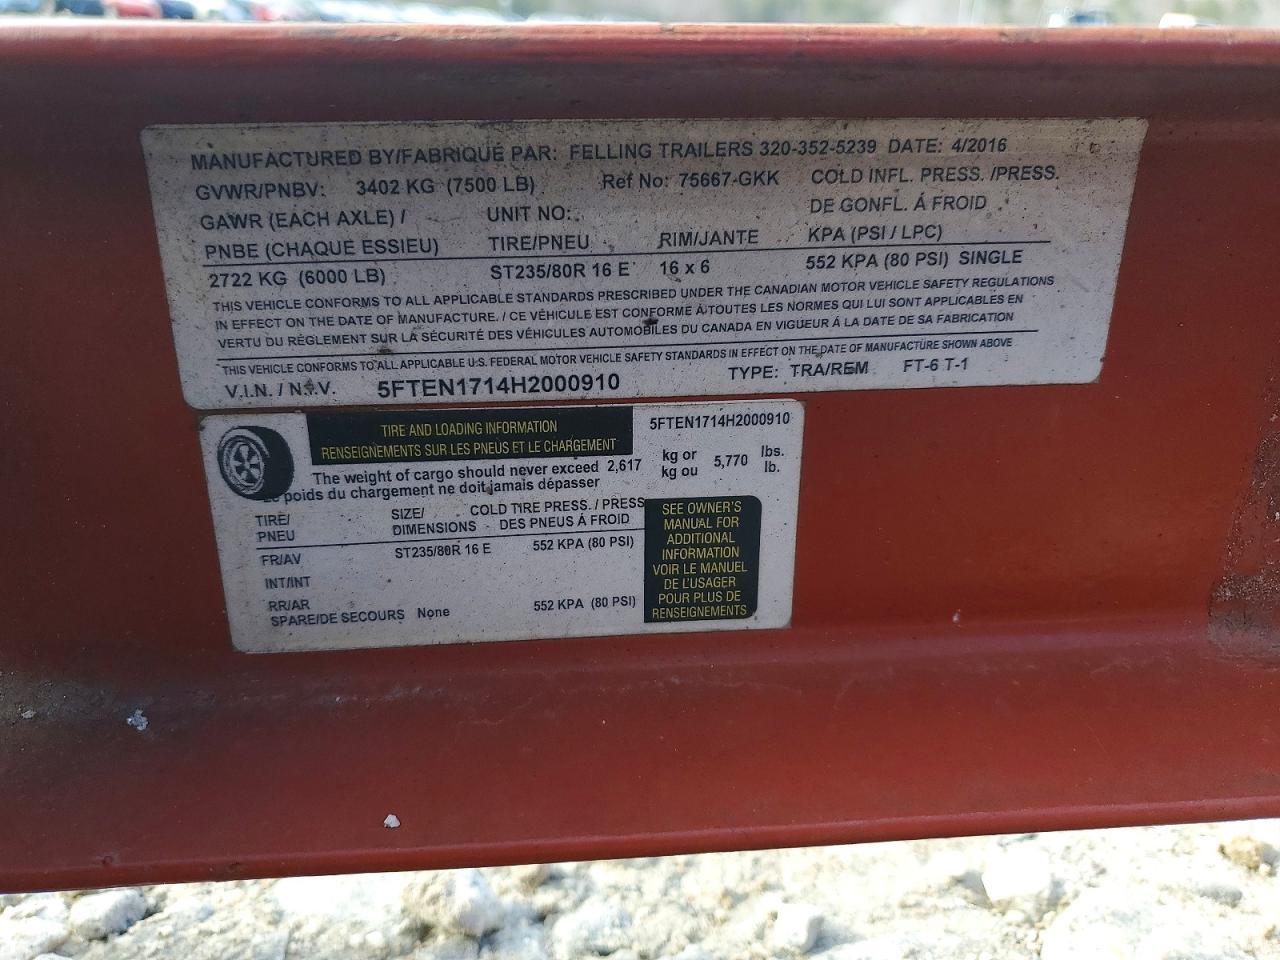 MANUFACTURED BY/FABRIQUÉ PAR: FELLING TRAILERS 320-352-5239 DATE: 4/2016
GVWR/PNBV: 3402 KG (7500 LB) Ref No: 75667-GKK COLD INFL. PRESS. /PRESS.
GAWR (EACH AXLE) / UNIT NO: DE GONFL. Á FROID
PNBE (CHAQUE ESSIEU) TIRE/PNEU RIM/JANTE KPA (PSI / LPC)
2722 KG (6000 LB) ST235/80R 16 E 16 x 6 552 KPA (80 PSI) SINGLE
THIS VEHICLE CONFORMS TO ALL APPLICABLE STANDARDS PRESCRIBED UNDER THE CANADIAN MOTOR VEHICLE SAFETY REGULATIONS
IN EFFECT ON THE DATE OF MANUFACTURE. / CE VÉHICULE EST CONFORME Á TOUTES LES NORMES QUI LUI SONT APPLICABLES EN
VERTU DU RÈGLEMENT SUR LA SÉCURITÉ DES VÉHICULES AUTOMOBILES DU CANADA EN VIGUEUR Á LA DATE DE SA FABRICATION
THIS VEHICLE CONFORMS TO ALL APPLICABLE U.S. FEDERAL MOTOR VEHICLE SAFETY STANDARDS IN EFFECT ON THE DATE OF MANUFACTURE SHOWN ABOVE
V.I.N. / N.I.V. 5FTEN1714H2000910 TYPE: TRA/REM FT-6 T-1
TIRE AND LOADING INFORMATION 5FTEN1714H2000910
RENSEIGNEMENTS SUR LES PNEUS ET LE CHARGEMENT
The weight of cargo should never exceed 2,617 kg or 5,770 lbs.
Le poids du chargement ne doit jamais dépasser kg ou lb.
TIRE/ SIZE/ COLD TIRE PRESS. / PRESS
PNEU DIMENSIONS DES PNEUS Á FROID
FR/AV ST235/80R 16 E 552 KPA (80 PSI)
INT/INT
RR/AR 552 KPA (80 PSI)
SPARE/DE SECOURS None
SEE OWNER'S
MANUAL FOR
ADDITIONAL
INFORMATION
VOIR LE MANUEL
DE L'USAGER
POUR PLUS DE
RENSEIGNEMENTS